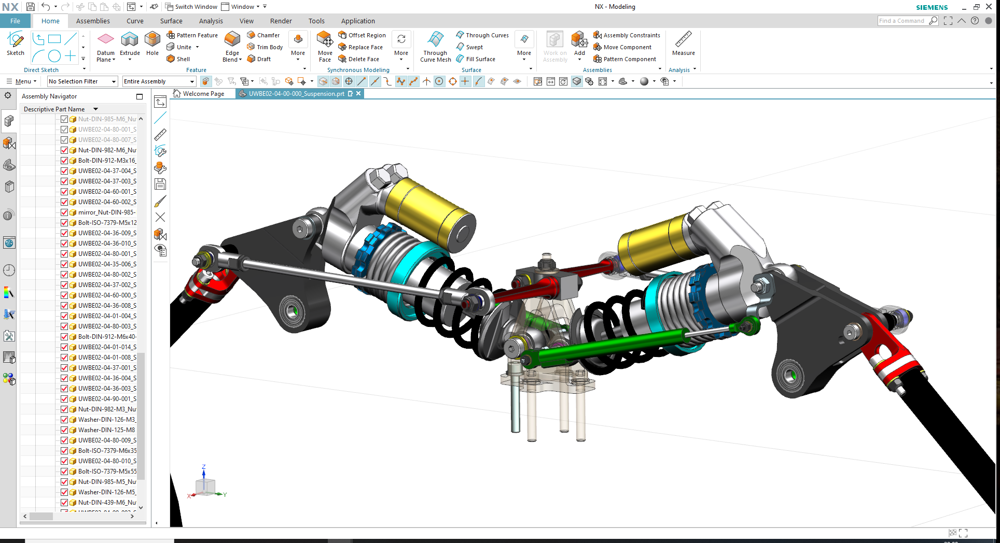 NX
Switch Window
Window
NX - Modeling
SIEMENS
File
Home
Assemblies
Curve
Surface
Analysis
View
Render
Tools
Application
Find a Command
Sketch
Direct Sketch
Datum Plane
Extrude
Hole
Pattern Feature
Unite
Shell
Edge Blend
Chamfer
Trim Body
Draft
More
Feature
Move Face
Offset Region
Replace Face
Delete Face
More
Synchronous Modeling
Through Curve Mesh
Through Curves
Swept
Fill Surface
More
Surface
Work on Assembly
Add
Assembly Constraints
Move Component
Pattern Component
Assemblies
Measure
Analysis
Menu
No Selection Filter
Entire Assembly
Assembly Navigator
Welcome Page
UWBE02-04-00-000_Suspension.prt
Descriptive Part Name
Nut-DIN-985-M6_Nu
UWBE02-04-80-001_S
UWBE02-04-80-007_S
Nut-DIN-982-M6_Nu
Bolt-DIN-912-M3x16_
UWBE02-04-37-004_S
UWBE02-04-37-003_S
UWBE02-04-60-001_S
UWBE02-04-60-002_S
mirror_Nut-DIN-985-
Bolt-ISO-7379-M5x12
UWBE02-04-36-009_S
UWBE02-04-36-010_S
UWBE02-04-80-001_S
UWBE02-04-35-006_S
UWBE02-04-80-002_S
UWBE02-04-37-002_S
UWBE02-04-60-000_S
UWBE02-04-36-008_S
UWBE02-04-01-004_S
UWBE02-04-80-003_S
Bolt-DIN-912-M6x40-
UWBE02-04-01-014_S
UWBE02-04-01-008_S
UWBE02-04-37-001_S
UWBE02-04-36-004_S
UWBE02-04-36-003_S
UWBE02-04-90-001_S
Nut-DIN-982-M3_Nu
Washer-DIN-126-M3_
Washer-DIN-125-M8
UWBE02-04-80-009_S
Bolt-ISO-7379-M6x35
UWBE02-04-80-010_S
Bolt-ISO-7379-M5x55
Nut-DIN-985-M5_Nu
Washer-DIN-126-M5_
Nut-DIN-439-M6_Nu
Z
X
Y